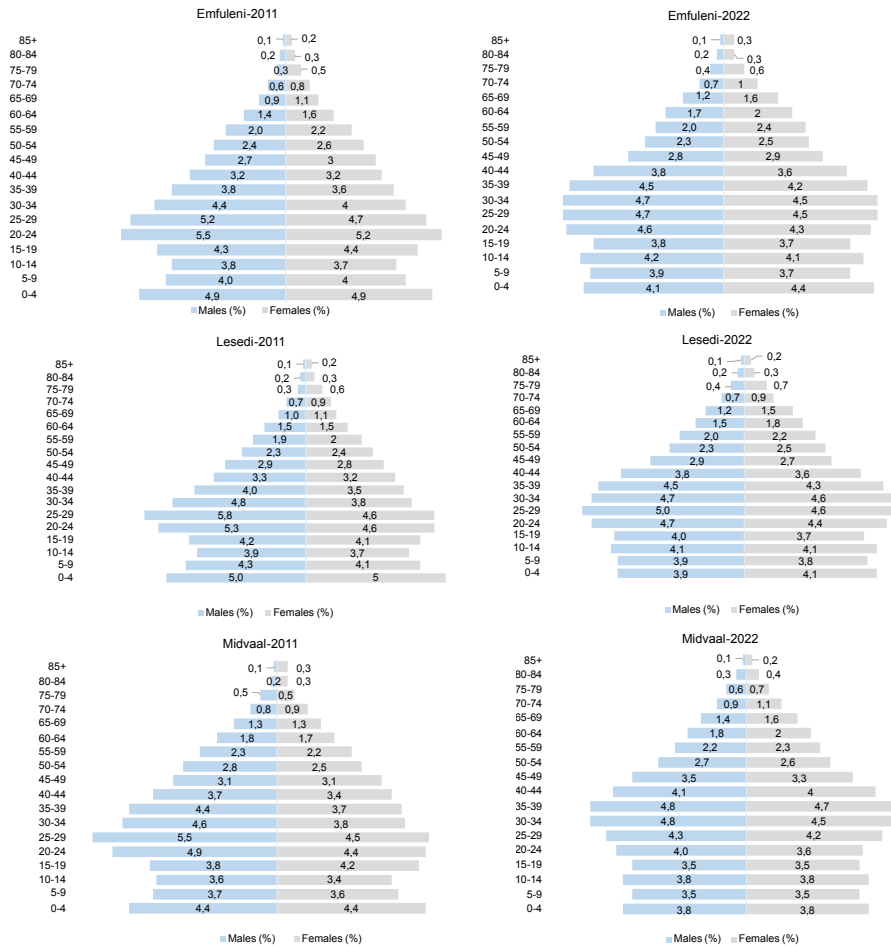 Emfuleni-2011
85+ 0,1 0,2
80-84 0,2 0,3
75-79 0,3 0,5
70-74 0,6 0,8
65-69 0,9 1,1
60-64 1,4 1,6
55-59 2,0 2,2
50-54 2,4 2,6
45-49 2,7 3
40-44 3,2 3,2
35-39 3,8 3,6
30-34 4,4 4
25-29 5,2 4,7
20-24 5,5 5,2
15-19 4,3 4,4
10-14 3,8 3,7
5-9 4,0 4
0-4 4,9 4,9
Males (%) Females (%)
Emfuleni-2022
85+ 0,1 0,3
80-84 0,2 0,3
75-79 0,4 0,6
70-74 0,7 1
65-69 1,2 1,6
60-64 1,7 2
55-59 2,0 2,4
50-54 2,3 2,5
45-49 2,8 2,9
40-44 3,8 3,6
35-39 4,5 4,2
30-34 4,7 4,5
25-29 4,7 4,5
20-24 4,6 4,3
15-19 3,8 3,7
10-14 4,2 4,1
5-9 3,9 3,7
0-4 4,1 4,4
Males (%) Females (%)
Lesedi-2011
85+ 0,1 0,2
80-84 0,2 0,3
75-79 0,3 0,6
70-74 0,7 0,9
65-69 1,0 1,1
60-64 1,5 1,5
55-59 1,9 2
50-54 2,3 2,4
45-49 2,9 2,8
40-44 3,3 3,2
35-39 4,0 3,5
30-34 4,8 3,8
25-29 5,8 4,6
20-24 5,3 4,6
15-19 4,2 4,1
10-14 3,9 3,7
5-9 4,3 4,1
0-4 5,0 5
Males (%) Females (%)
Lesedi-2022
85+ 0,1 0,2
80-84 0,2 0,3
75-79 0,4 0,7
70-74 0,7 0,9
65-69 1,2 1,5
60-64 1,5 1,8
55-59 2,0 2,2
50-54 2,3 2,5
45-49 2,9 2,7
40-44 3,8 3,6
35-39 4,5 4,3
30-34 4,7 4,6
25-29 5,0 4,6
20-24 4,7 4,4
15-19 4,0 3,7
10-14 4,1 4,1
5-9 3,9 3,8
0-4 3,9 4,1
Males (%) Females (%)
Midvaal-2011
85+ 0,1 0,3
80-84 0,2 0,3
75-79 0,5 0,5
70-74 0,8 0,9
65-69 1,3 1,3
60-64 1,8 1,7
55-59 2,3 2,2
50-54 2,8 2,5
45-49 3,1 3,1
40-44 3,7 3,4
35-39 4,4 3,7
30-34 4,6 3,8
25-29 5,5 4,5
20-24 4,9 4,4
15-19 3,8 4,2
10-14 3,6 3,4
5-9 3,7 3,6
0-4 4,4 4,4
Males (%) Females (%)
Midvaal-2022
85+ 0,1 0,2
80-84 0,3 0,4
75-79 0,6 0,7
70-74 0,9 1,1
65-69 1,4 1,6
60-64 1,8 2
55-59 2,2 2,3
50-54 2,7 2,6
45-49 3,5 3,3
40-44 4,1 4
35-39 4,8 4,7
30-34 4,8 4,5
25-29 4,3 4,2
20-24 4,0 3,6
15-19 3,5 3,5
10-14 3,8 3,8
5-9 3,5 3,5
0-4 3,8 3,8
Males (%) Females (%)